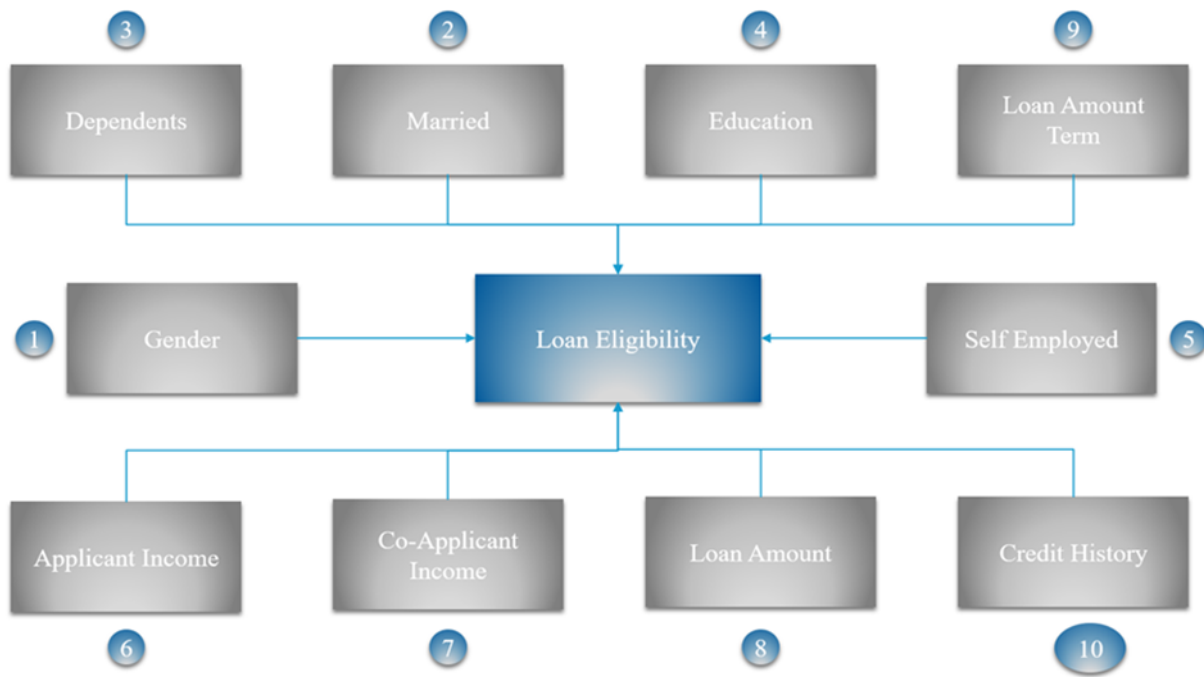 3
2
4
9
Dependents
Married
Education
Loan Amount
Term
1
Gender
Loan Eligibility
Self Employed
5
Applicant Income
Co-Applicant
Income
Loan Amount
Credit History
6
7
8
10